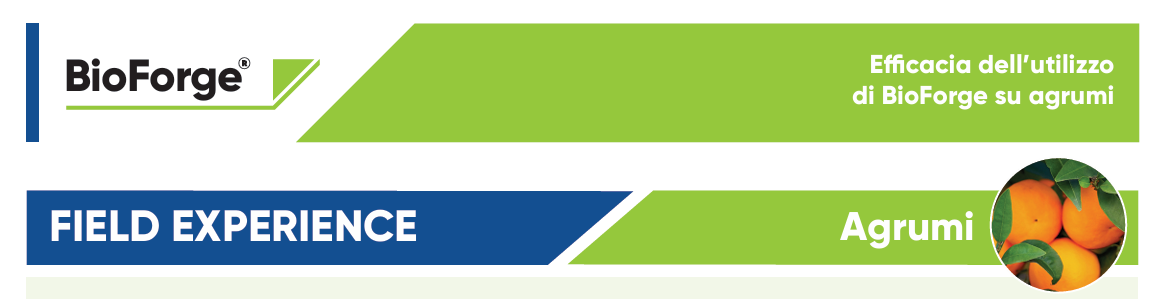 BioForge®
Efficacia dell'utilizzo
di BioForge su agrumi
FIELD EXPERIENCE
Agrumi